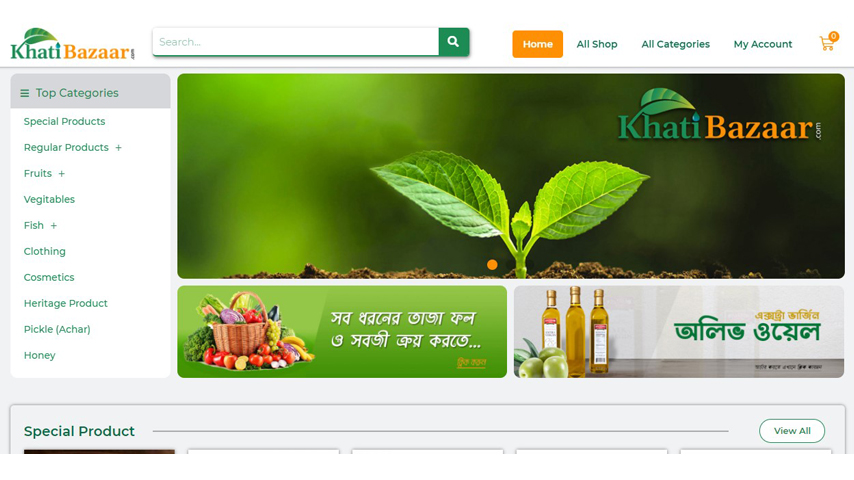 KhatiBazaar.com
Search...
Home
All Shop
All Categories
My Account
0
Top Categories
Special Products
Regular Products +
Fruits +
Vegitables
Fish +
Clothing
Cosmetics
Heritage Product
Pickle (Achar)
Honey
KhatiBazaar.com
সব ধরনের তাজা ফল
ও সবজী ক্রয় করতে...
ক্লিক করুন
এক্সট্রা ভার্জিন
অলিভ ওয়েল
Special Product
View All